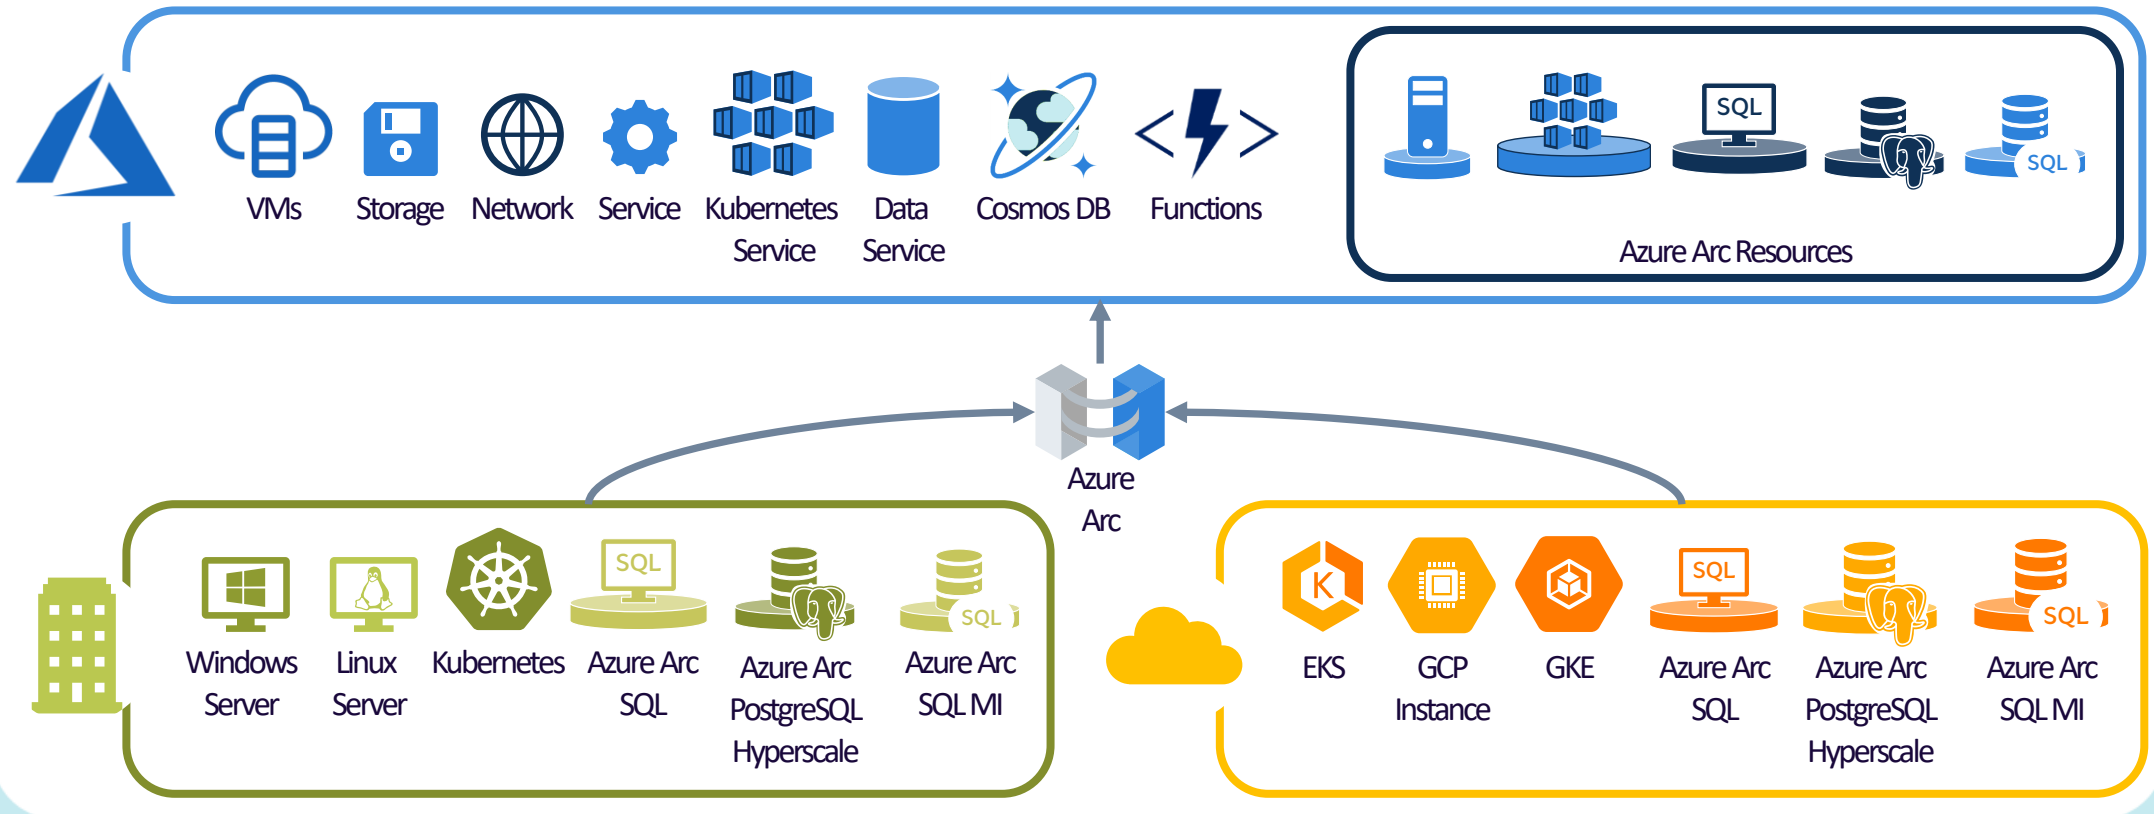 SQL
SQL
VMs
Storage
Network
Service
Kubernetes
Service
Data
Service
Cosmos DB
Functions
Azure Arc Resources
Azure
Arc
SQL
SQL
Windows
Server
Linux
Server
Kubernetes
Azure Arc
SQL
Azure Arc
PostgreSQL
Hyperscale
Azure Arc
SQL MI
K
SQL
SQL
EKS
GCP
Instance
GKE
Azure Arc
SQL
Azure Arc
PostgreSQL
Hyperscale
Azure Arc
SQL MI